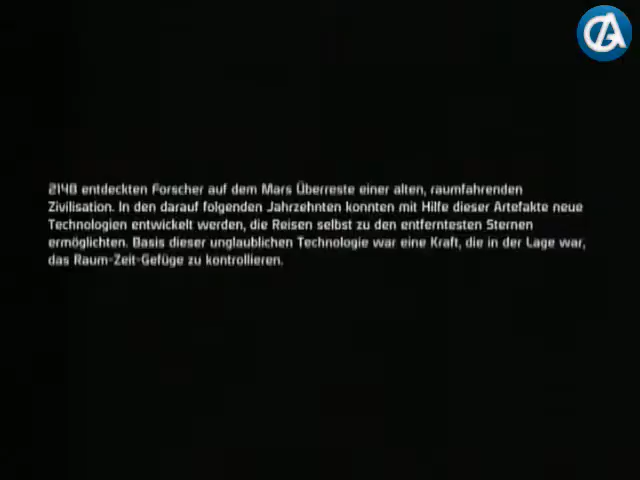 2148 entdeckten Forscher auf dem Mars Überreste einer alten, raumfahrenden
Zivilisation. In den darauf folgenden Jahrzehnten konnten mit Hilfe dieser Artefakte neue
Technologien entwickelt werden, die Reisen selbst zu den entferntesten Sternen
ermöglichten. Basis dieser unglaublichen Technologie war eine Kraft, die in der Lage war,
das Raum-Zeit-Gefüge zu kontrollieren.